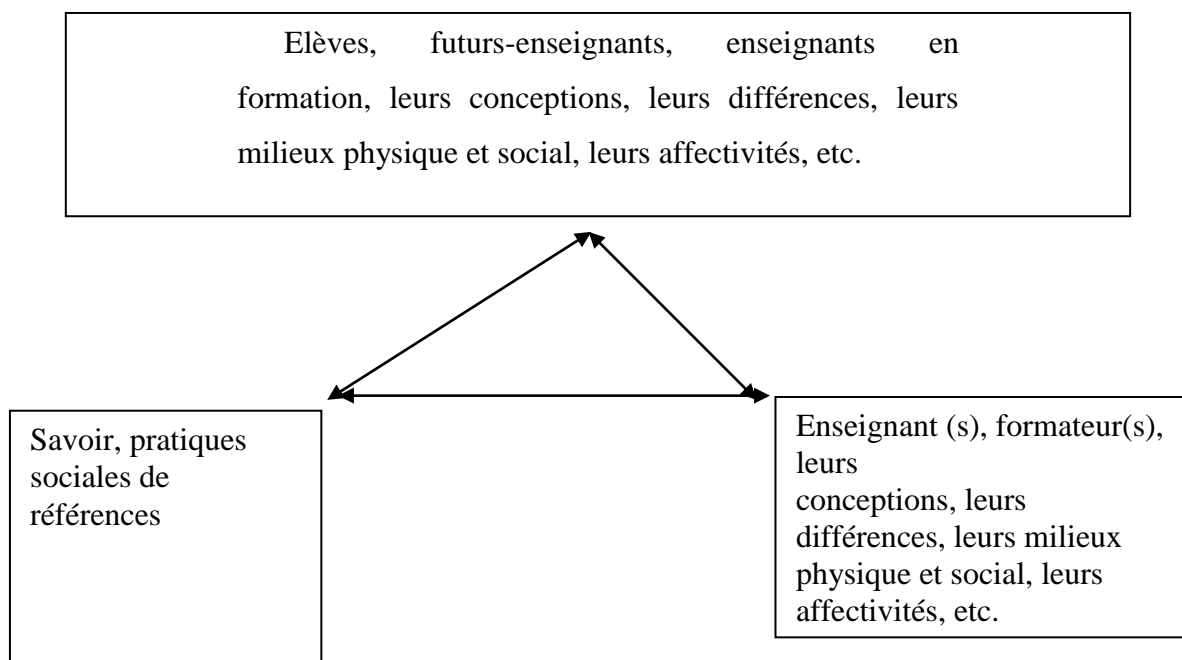 Elèves, futurs-enseignants, enseignants en
formation, leurs conceptions, leurs différences, leurs
milieux physique et social, leurs affectivités, etc.
Savoir, pratiques
sociales de
références
Enseignant (s), formateur(s),
leurs
conceptions, leurs
différences, leurs milieux
physique et social, leurs
affectivités, etc.